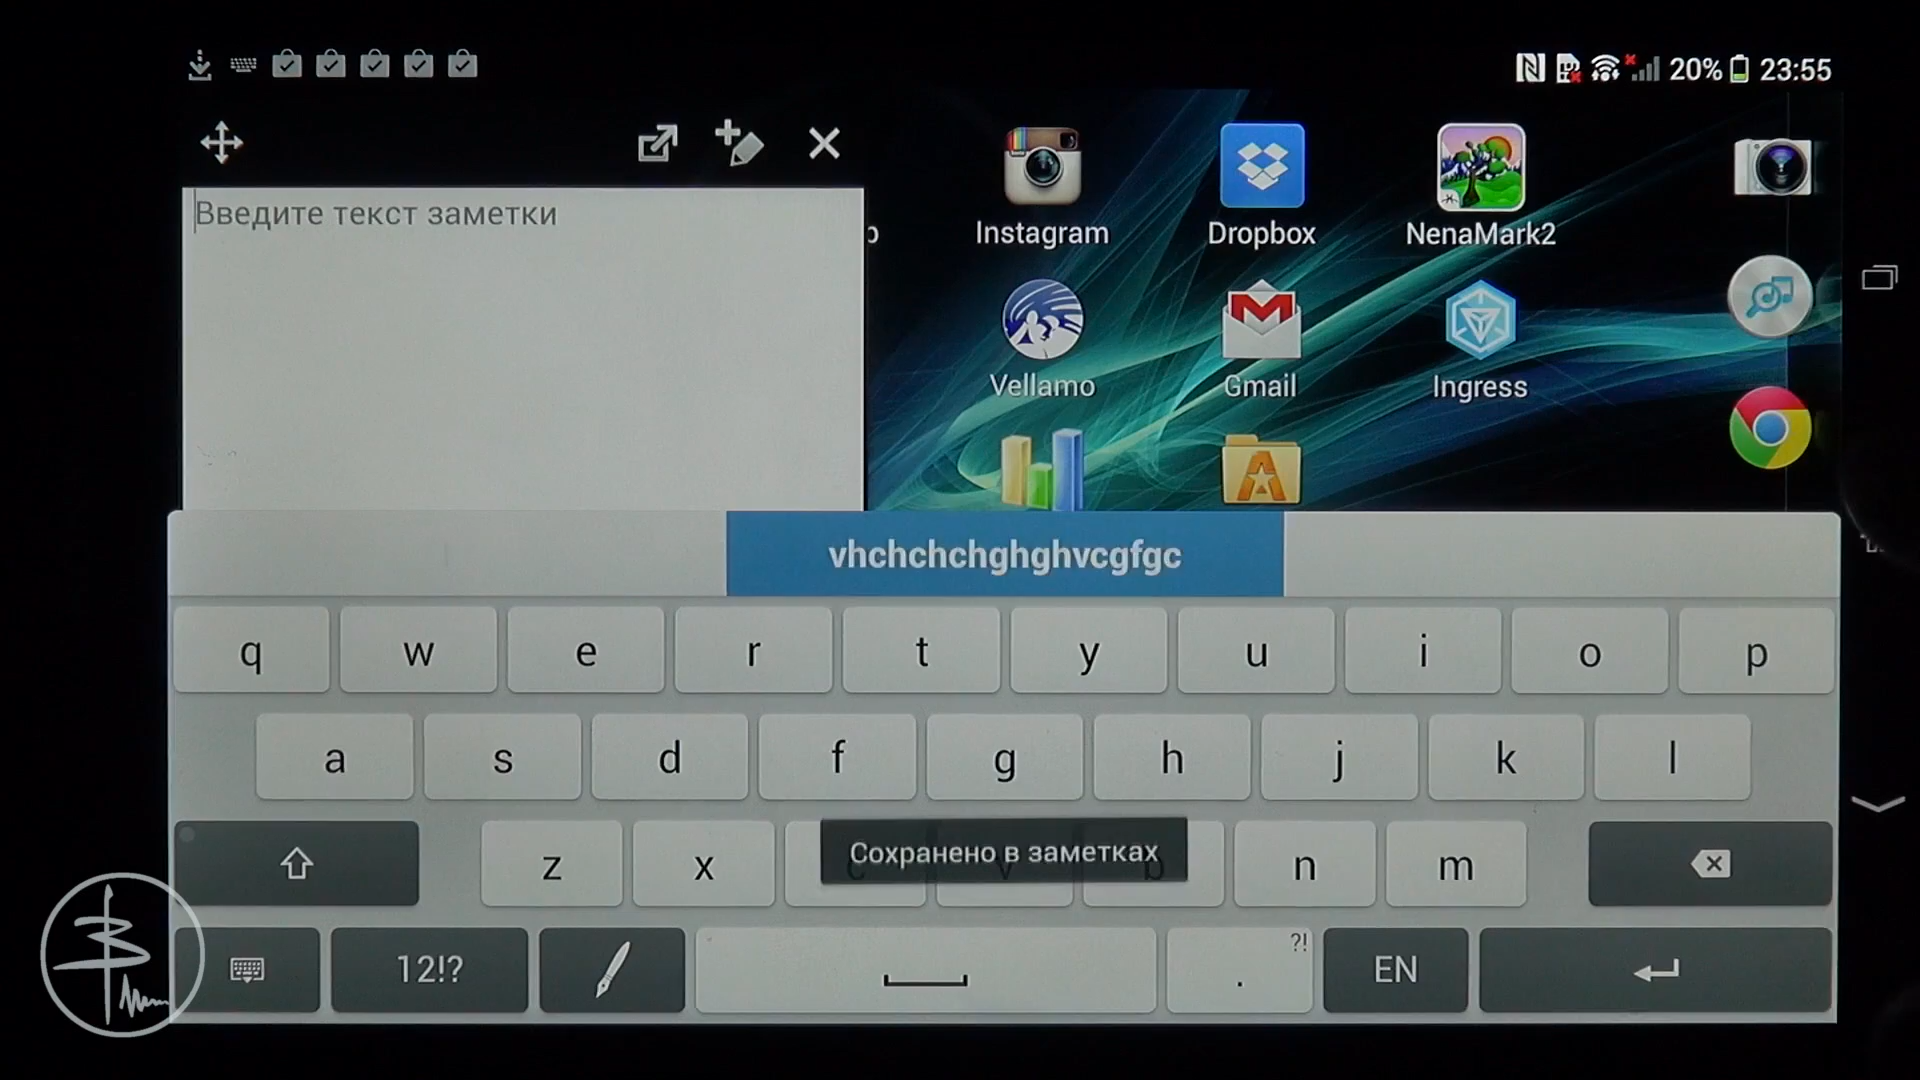 20% 23:55
Введите текст заметки
р
Instagram
Dropbox
NenaMark2
Vellamo
Gmail
Ingress
vhchchchghghvcgfgc
q w e r t y u i o p
a s d f g h j k l
z x c v b n m
Сохранено в заметках
12!?
?!
.
EN